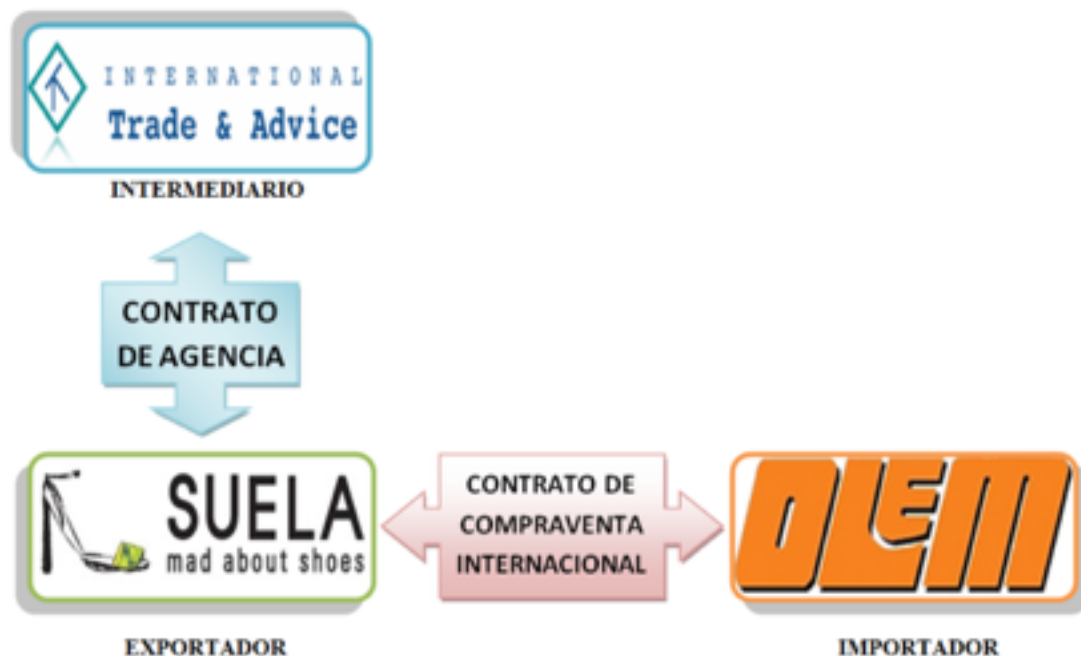 INTERNATIONAL
Trade & Advice
INTERMEDIARIO
CONTRATO
DE AGENCIA
SUELA
mad about shoes
EXPORTADOR
CONTRATO DE
COMPRAVENTA
INTERNACIONAL
OLEM
IMPORTADOR